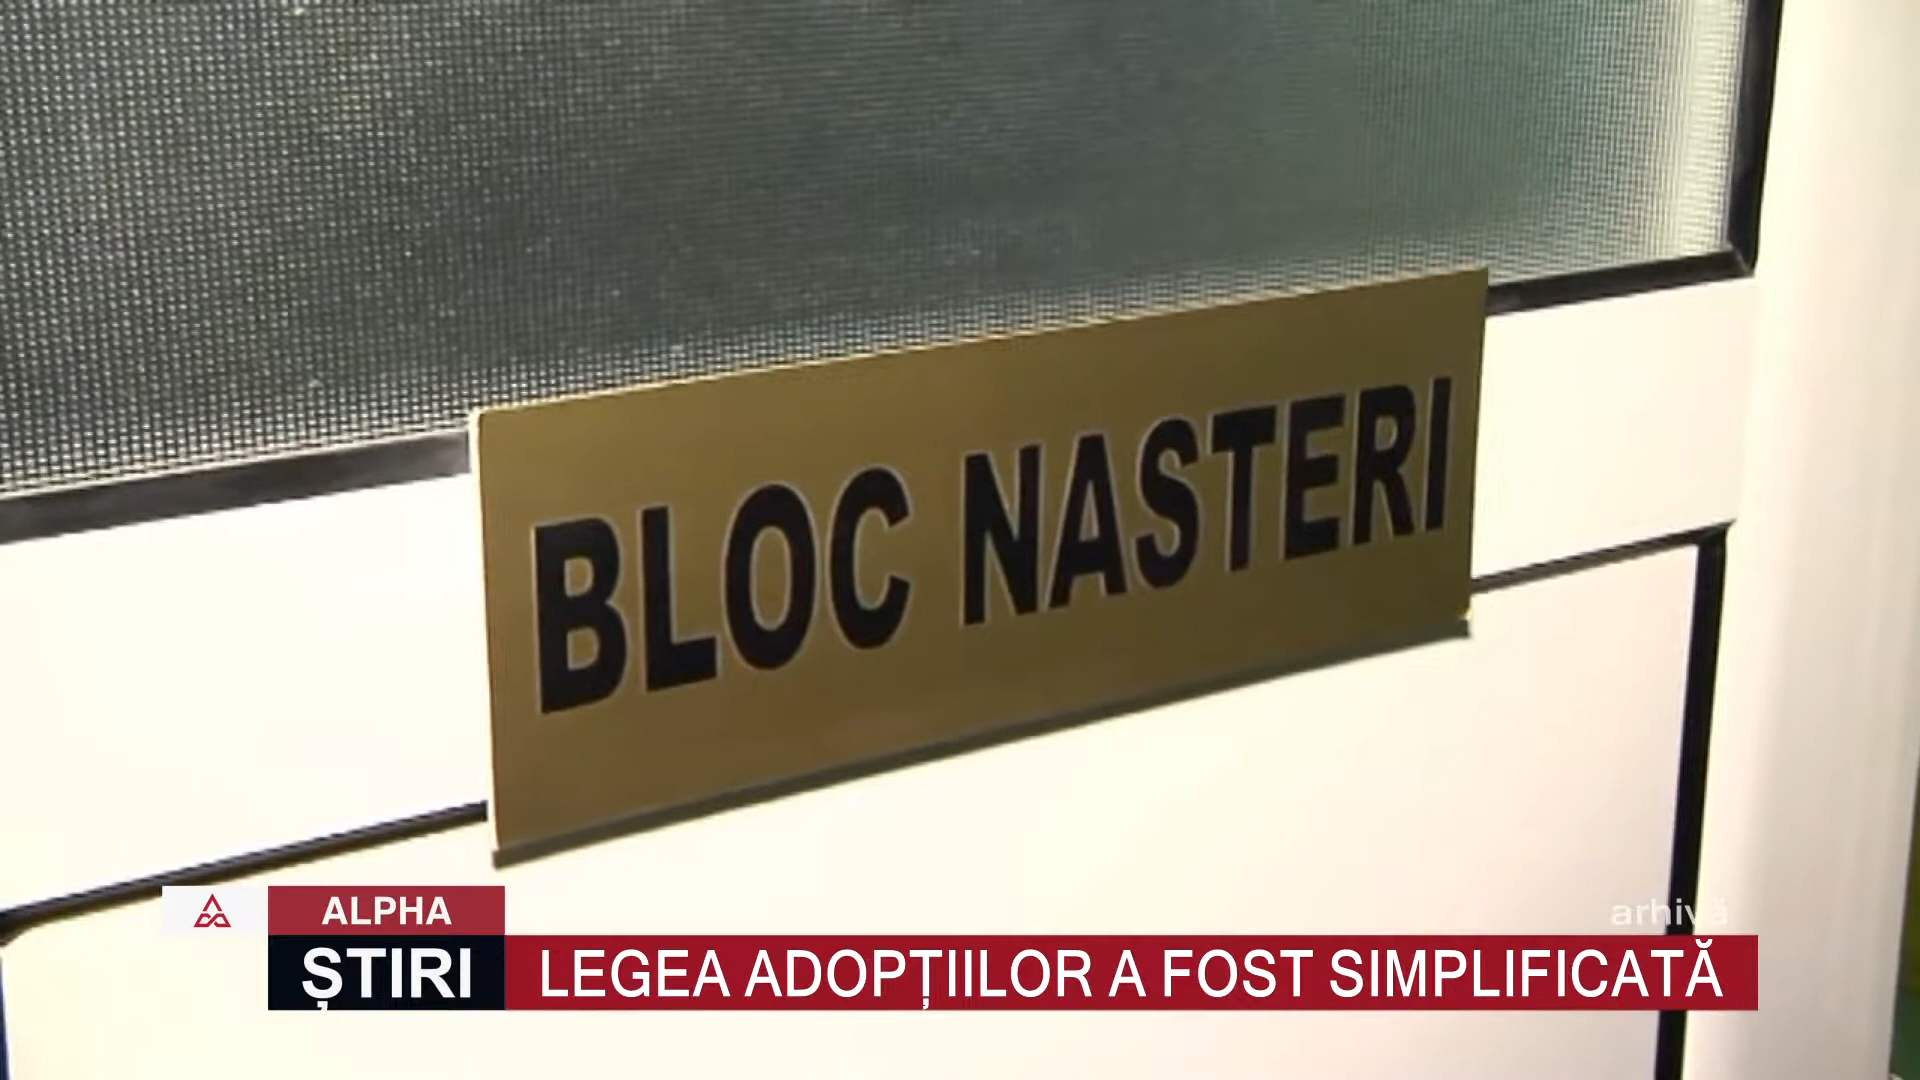 BLOC NASTERI
arhivă
ALPHA
ȘTIRI
LEGEA ADOPȚIILOR A FOST SIMPLIFICATĂ